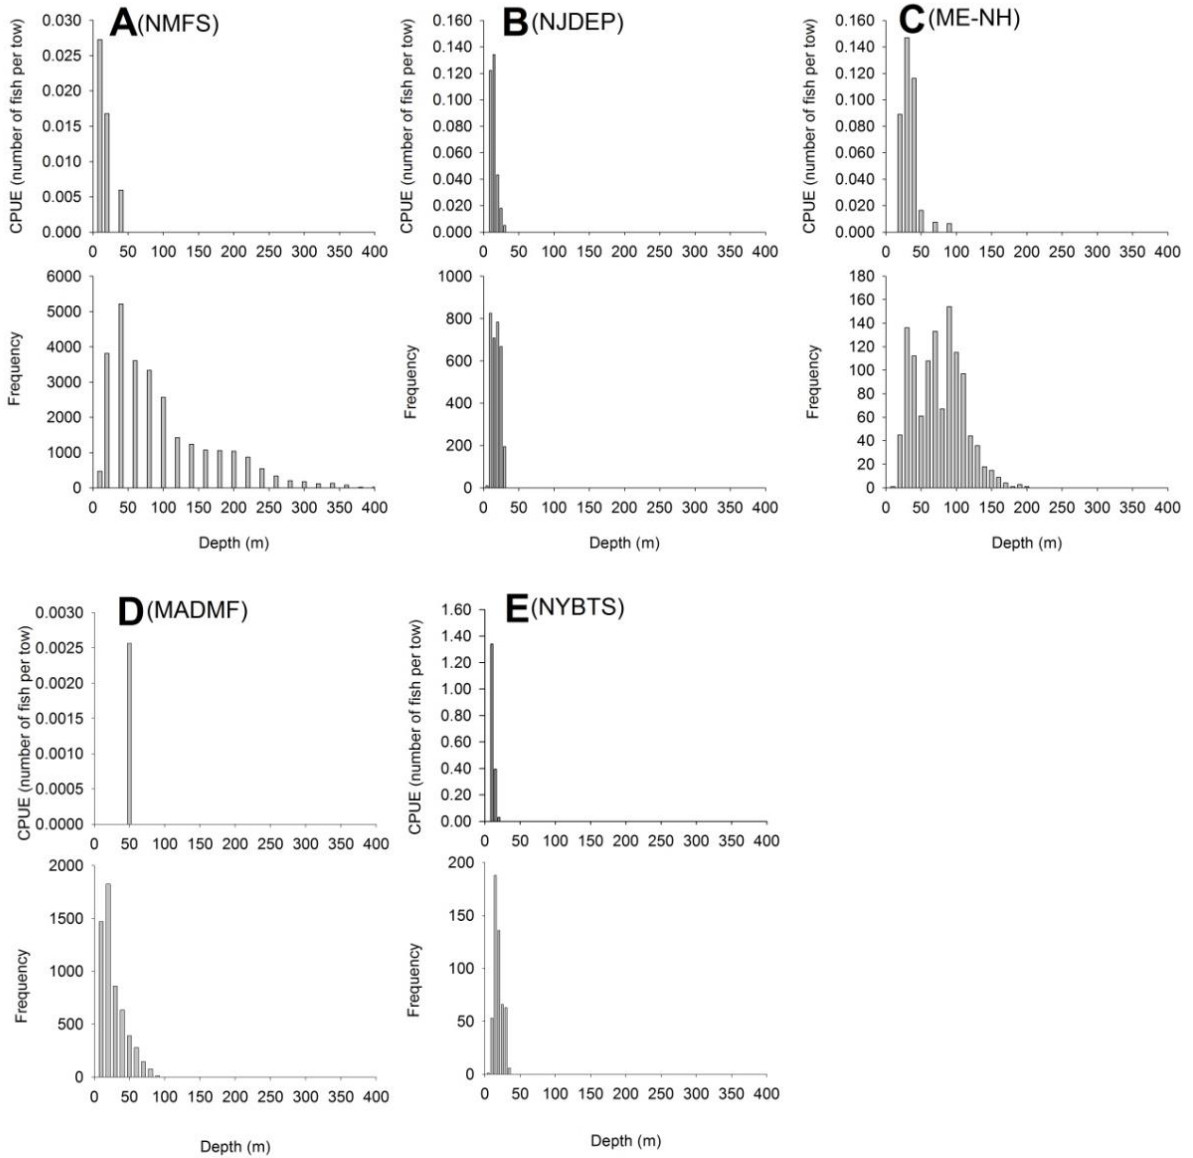 A (NMFS)
CPUE (number of fish per tow)
0.030
0.025
0.020
0.015
0.010
0.005
0.000
0 50 100 150 200 250 300 350 400
Frequency
6000
5000
4000
3000
2000
1000
0
0 50 100 150 200 250 300 350 400
Depth (m)
B (NJDEP)
CPUE (number of fish per tow)
0.160
0.140
0.120
0.100
0.080
0.060
0.040
0.020
0.000
0 50 100 150 200 250 300 350 400
Frequency
1000
800
600
400
200
0
0 50 100 150 200 250 300 350 400
Depth (m)
C (ME-NH)
CPUE (number of fish per tow)
0.160
0.140
0.120
0.100
0.080
0.060
0.040
0.020
0.000
0 50 100 150 200 250 300 350 400
Frequency
180
160
140
120
100
80
60
40
20
0
0 50 100 150 200 250 300 350 400
Depth (m)
D (MADMF)
CPUE (number of fish per tow)
0.0030
0.0025
0.0020
0.0015
0.0010
0.0005
0.0000
0 50 100 150 200 250 300 350 400
Frequency
2000
1500
1000
500
0
0 50 100 150 200 250 300 350 400
Depth (m)
E (NYBTS)
CPUE (number of fish per tow)
1.60
1.40
1.20
1.00
0.80
0.60
0.40
0.20
0.00
0 50 100 150 200 250 300 350 400
Frequency
200
150
100
50
0
0 50 100 150 200 250 300 350 400
Depth (m)